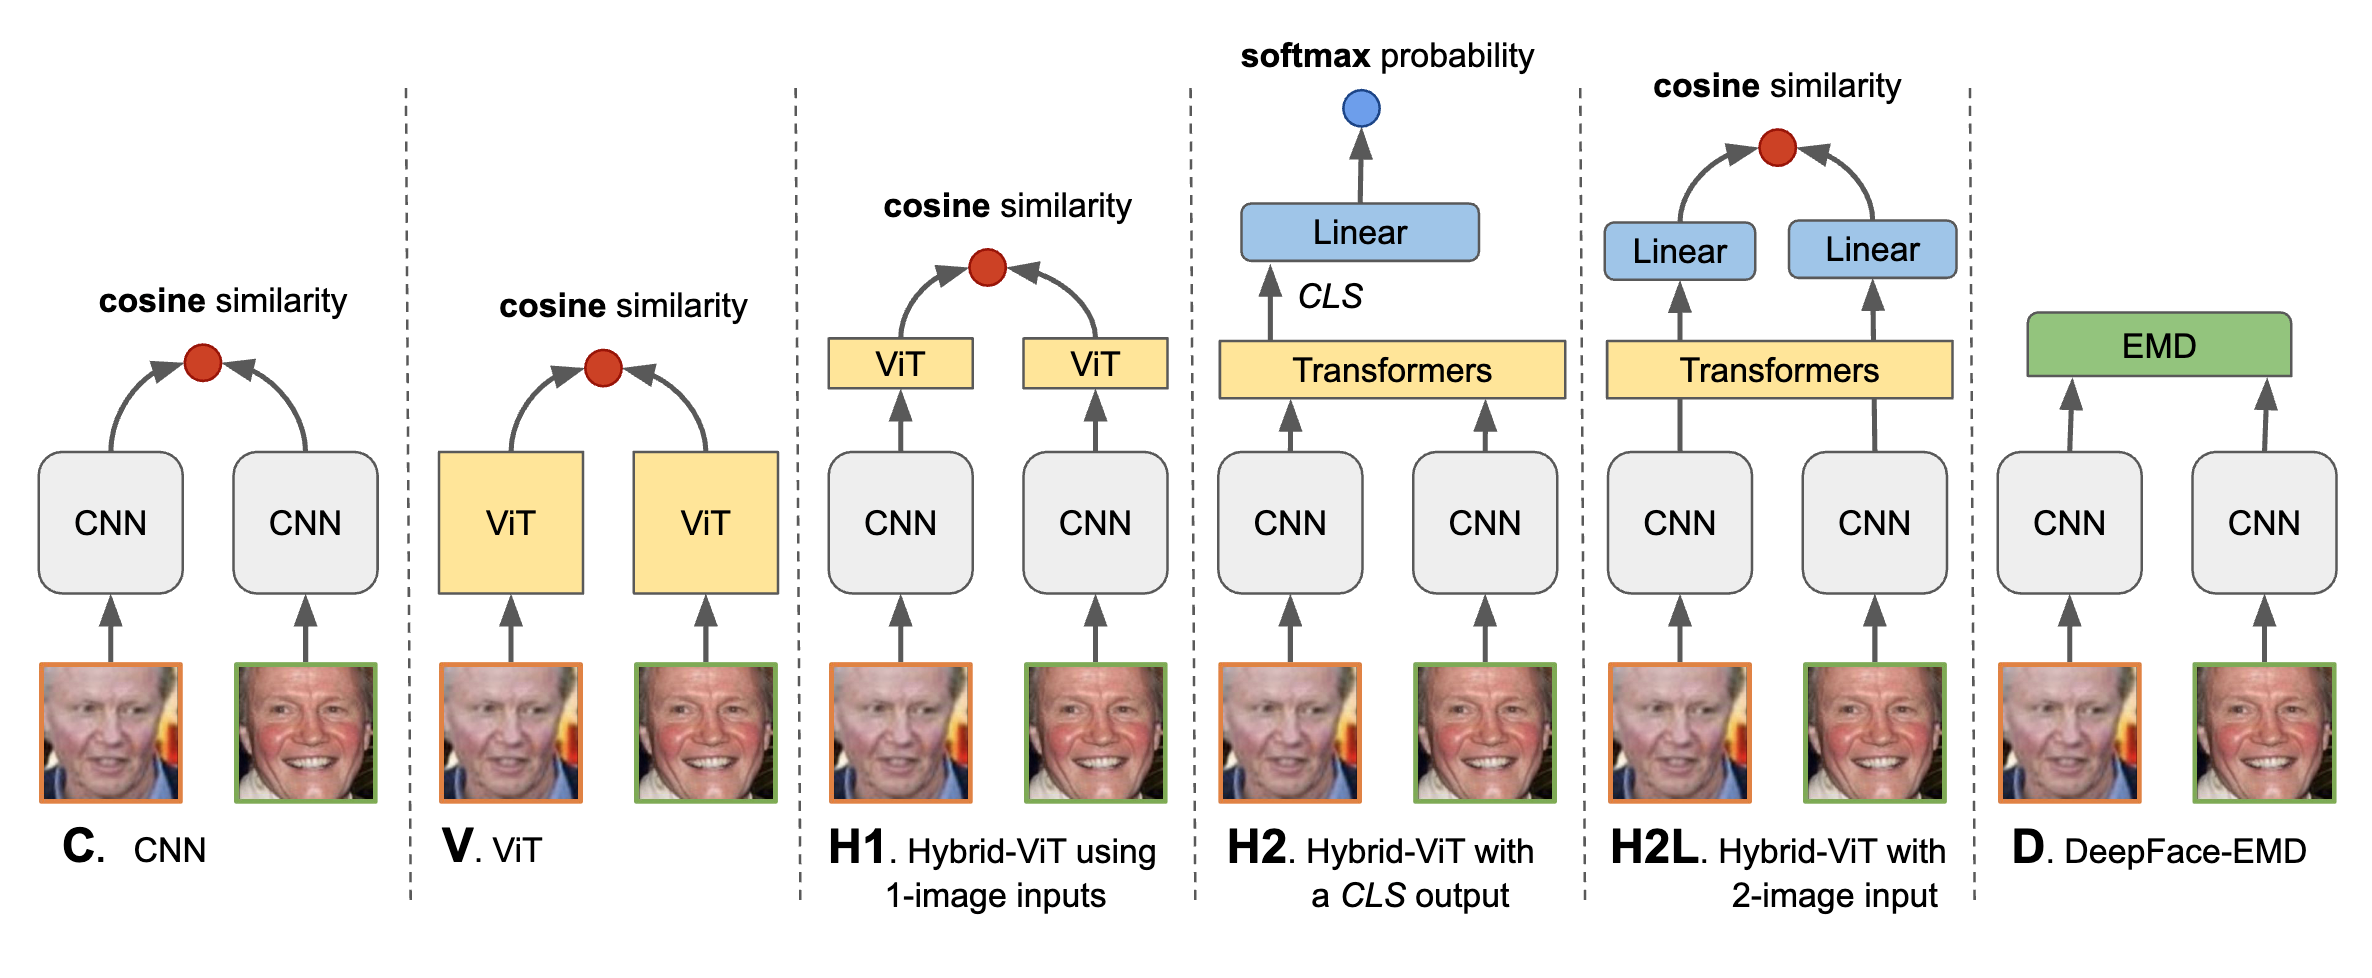 cosine similarity
CNN
CNN
C. CNN
cosine similarity
ViT
ViT
V. ViT
cosine similarity
ViT
ViT
CNN
CNN
H1. Hybrid-ViT using
1-image inputs
softmax probability
Linear
CLS
Transformers
CNN
CNN
H2. Hybrid-ViT with
a CLS output
cosine similarity
Linear
Linear
Transformers
CNN
CNN
H2L. Hybrid-ViT with
2-image input
EMD
CNN
CNN
D. DeepFace-EMD